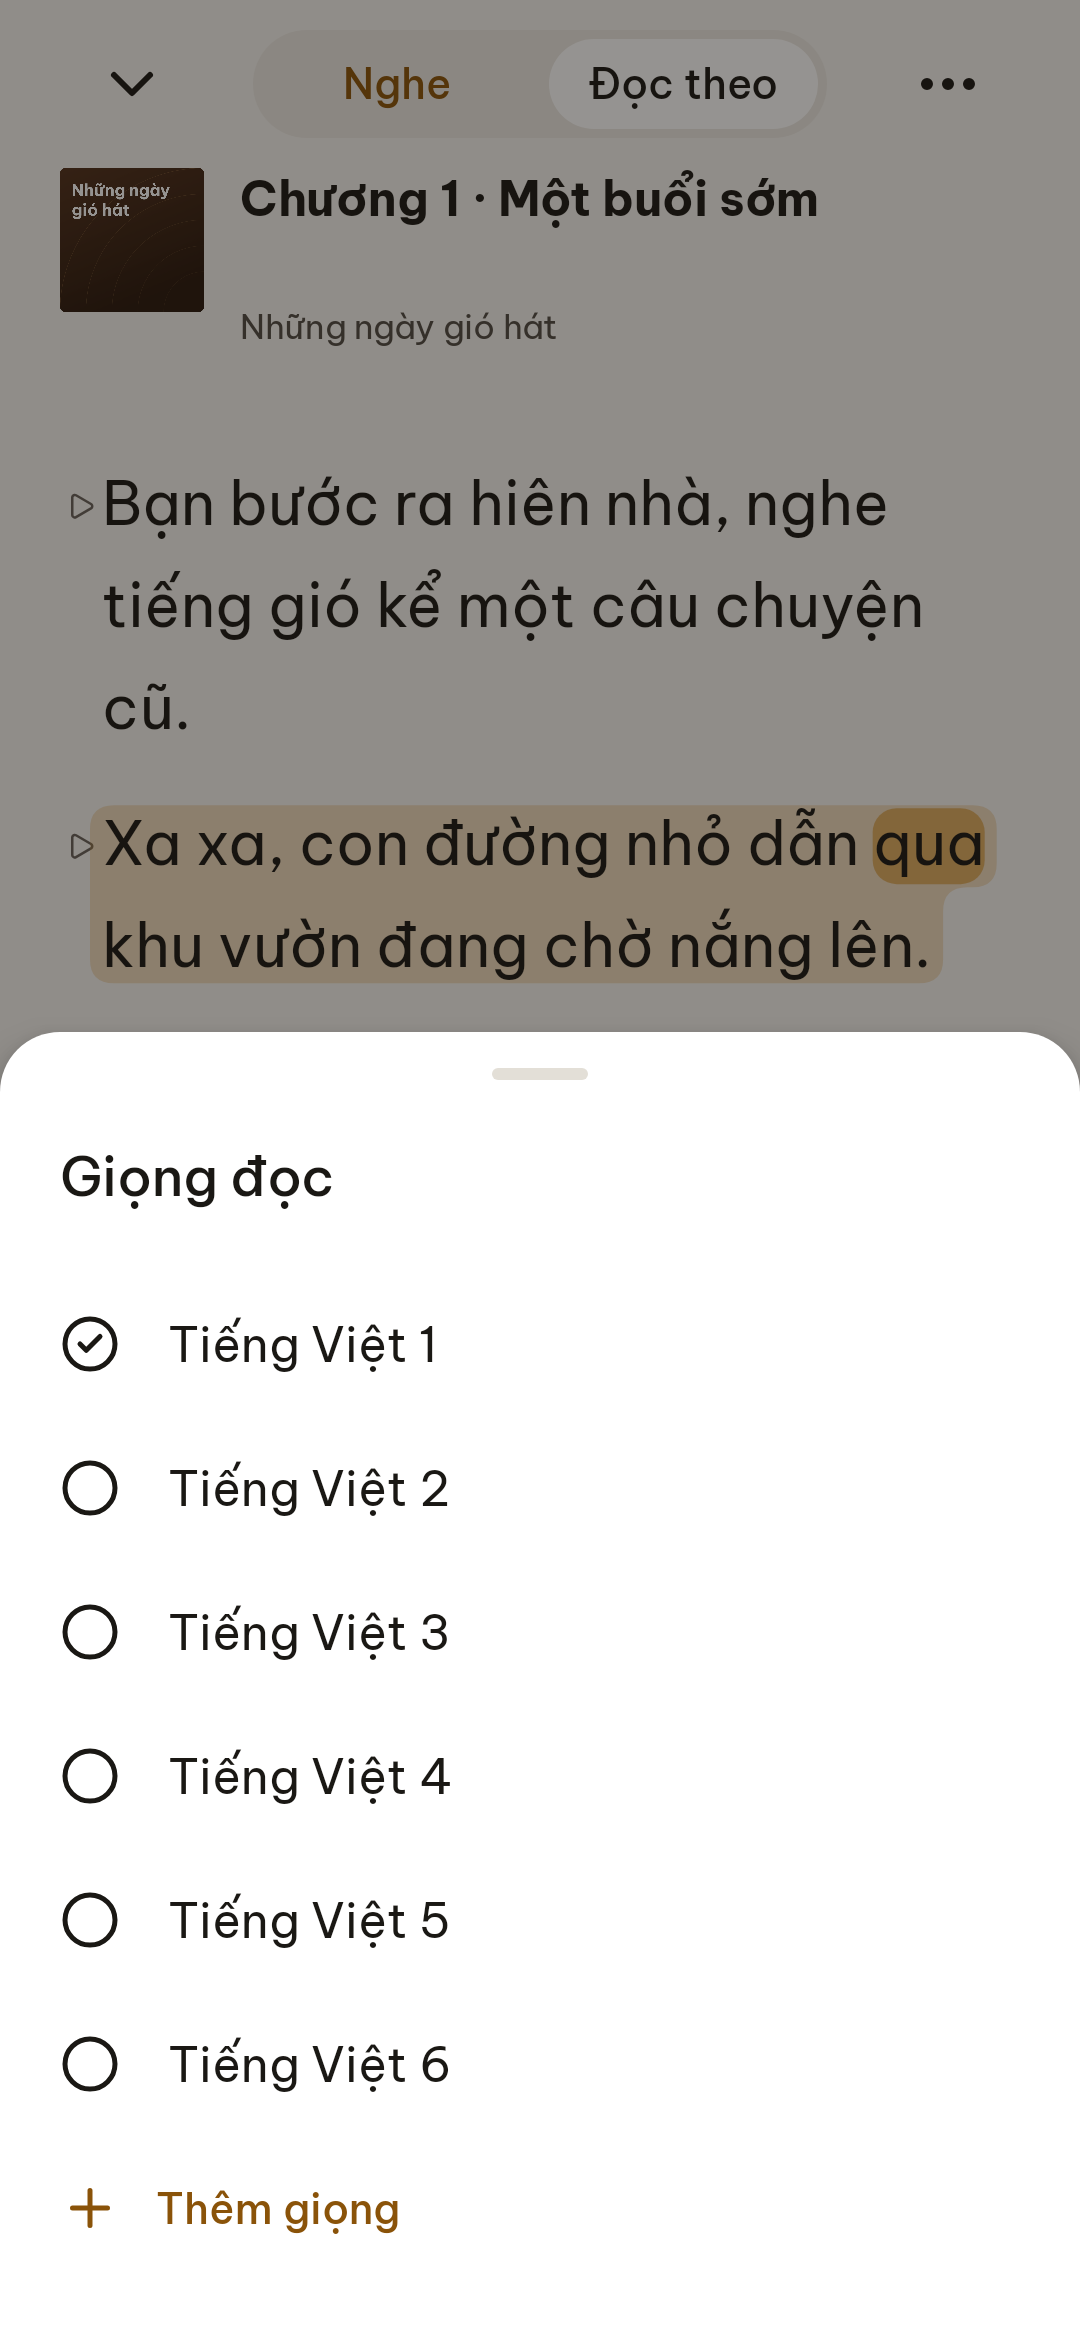 Nghe
Đọc theo
Những ngày
gió hát
Chương 1 · Một buổi sớm
Những ngày gió hát
Bạn bước ra hiên nhà, nghe
tiếng gió kể một câu chuyện
cũ.
Xa xa, con đường nhỏ dẫn qua
khu vườn đang chờ nắng lên.
Giọng đọc
Tiếng Việt 1
Tiếng Việt 2
Tiếng Việt 3
Tiếng Việt 4
Tiếng Việt 5
Tiếng Việt 6
Thêm giọng